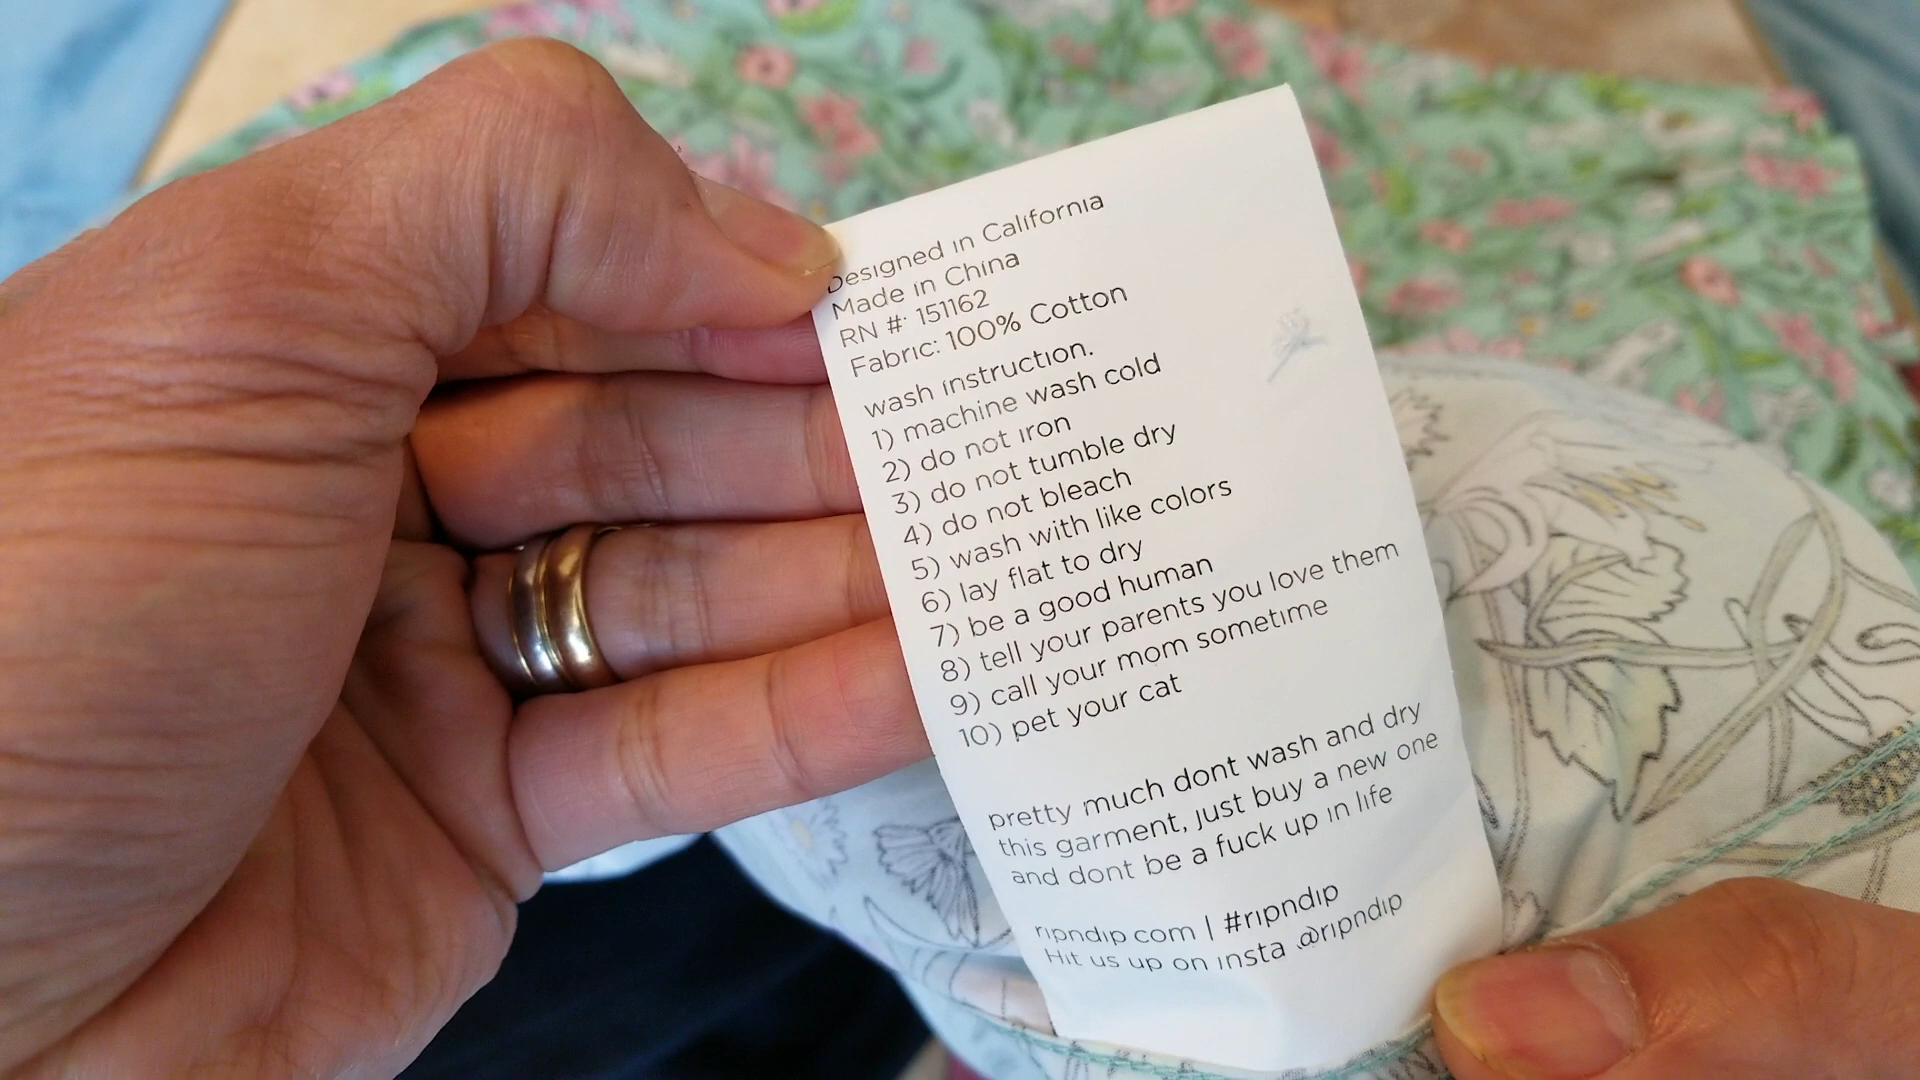 Designed in California
Made in China
RN #: 151162
Fabric: 100% Cotton
wash instruction.
1) machine wash cold
2) do not iron
3) do not tumble dry
4) do not bleach
5) wash with like colors
6) lay flat to dry
7) be a good human
8) tell your parents you love them
9) call your mom sometime
10) pet your cat
pretty much dont wash and dry
this garment, just buy a new one
and dont be a fuck up in life
ripndip.com | #ripndip
Hit us up on insta @ripndip